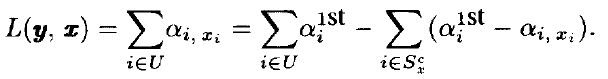 L(y, x) = ∑_{i∈U} α_{i, x_i} = ∑_{i∈U} α_i^{1st} − ∑_{i∈S_x^c} (α_i^{1st} − α_{i, x_i}).